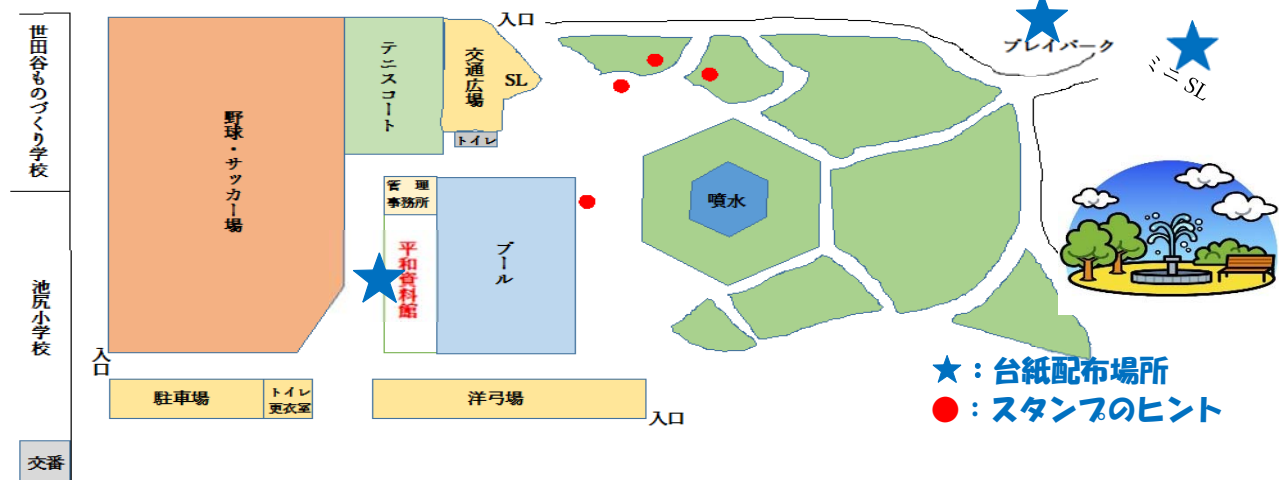 世田谷ものづくり学校
池尻小学校
交番
野球・サッカー場
テニスコート
交通広場
SL
入口
トイレ
管　理
事務所
平和資料館
プール
噴水
プレイパーク
ミニ SL
入口
駐車場
トイレ
更衣室
洋弓場
入口
★：台紙配布場所
●：スタンプのヒント